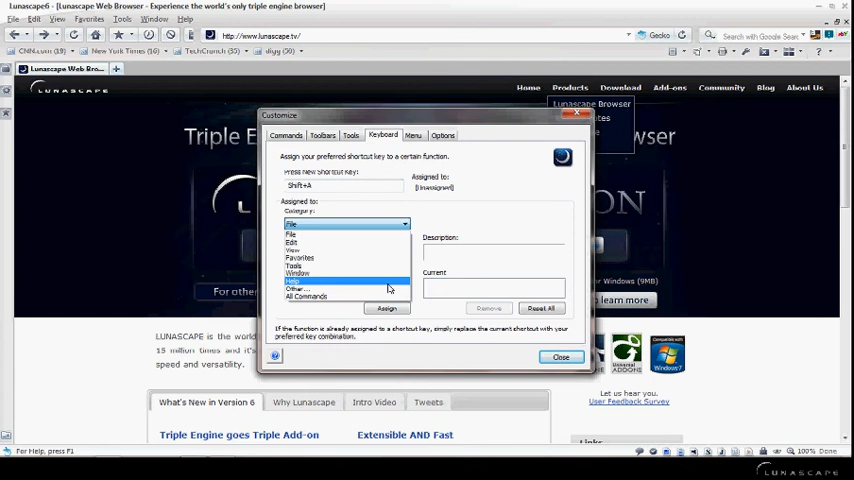 Lunascape6 - [Lunascape Web Browser - Experience the world's only triple engine browser]
File Edit View Favorites Tools Window Help
http://www.lunascape.tv/
Gecko
Search with Google Sear
CNN.com (19) New York Times (16) TechCrunch (35) digg (50)
Lunascape Web Bro...
LUNASCAPE Home Products Download Add-ons Community Blog About Us
Lunascape Browser
Triple En
Customize
Commands Toolbars Tools Keyboard Menu Options
Assign your preferred shortcut key to a certain function.
Press New Shortcut Key:
Shift+A
Assigned to:
[Unassigned]
Assigned to:
Category:
File
File
Edit
View
Favorites
Tools
Window
Help
Other...
All Commands
Description:
Current
Assign Remove Reset All
If the function is already assigned to a shortcut key, simply replace the current shortcut with your
preferred key combination.
Close
Windows (9MB)
For other
learn more
LUNASCAPE is the
15 million times and it's
speed and versatility.
UNIVERSAL
ADDONS
Windows 7
Let us hear you.
User Feedback Survey
What's New in Version 6 Why Lunascape Intro Video Tweets
Triple Engine goes Triple Add-on Extensible AND Fast
Links
For Help, press F1
100% Done
LUNASCAPE